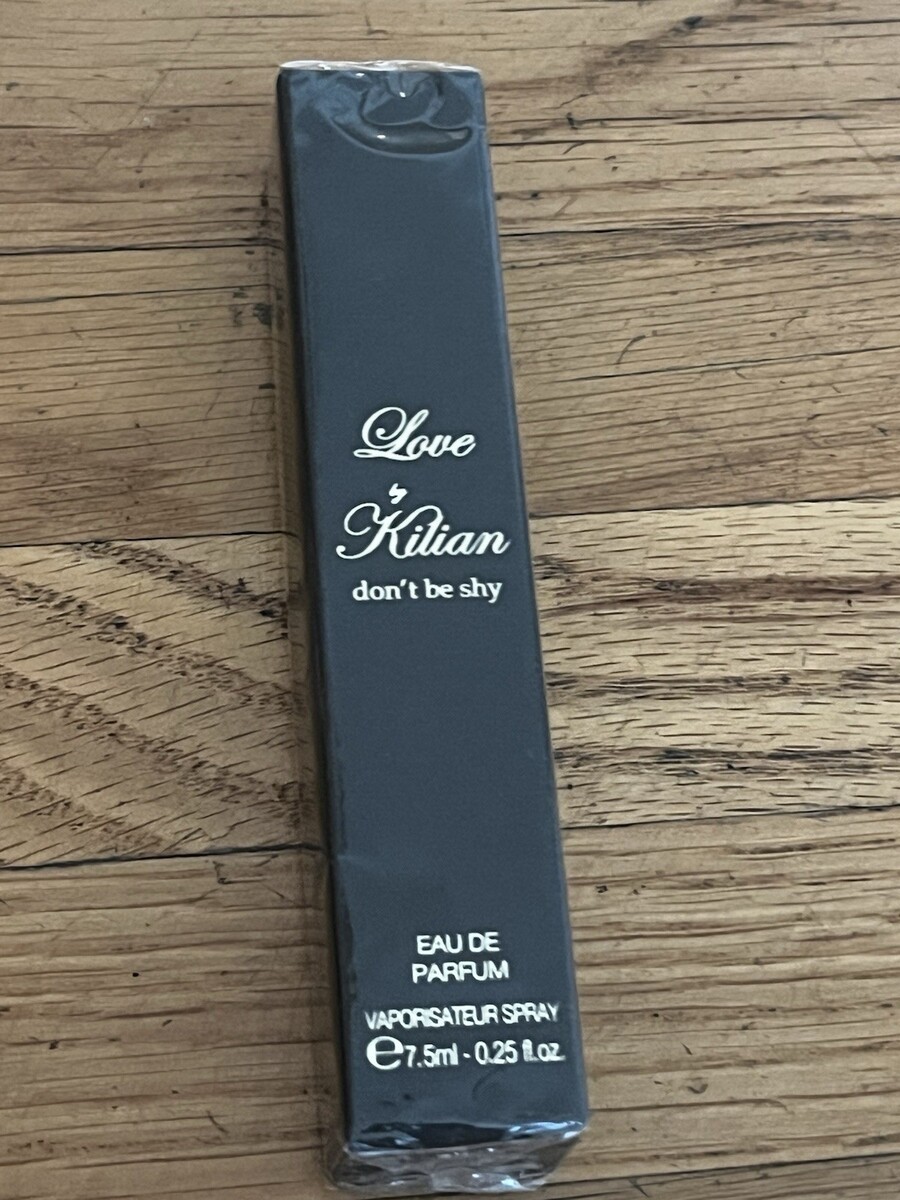 Love
by
Kilian
don't be shy
EAU DE
PARFUM
VAPORISATEUR SPRAY
℮7.5ml - 0.25 fl.oz.